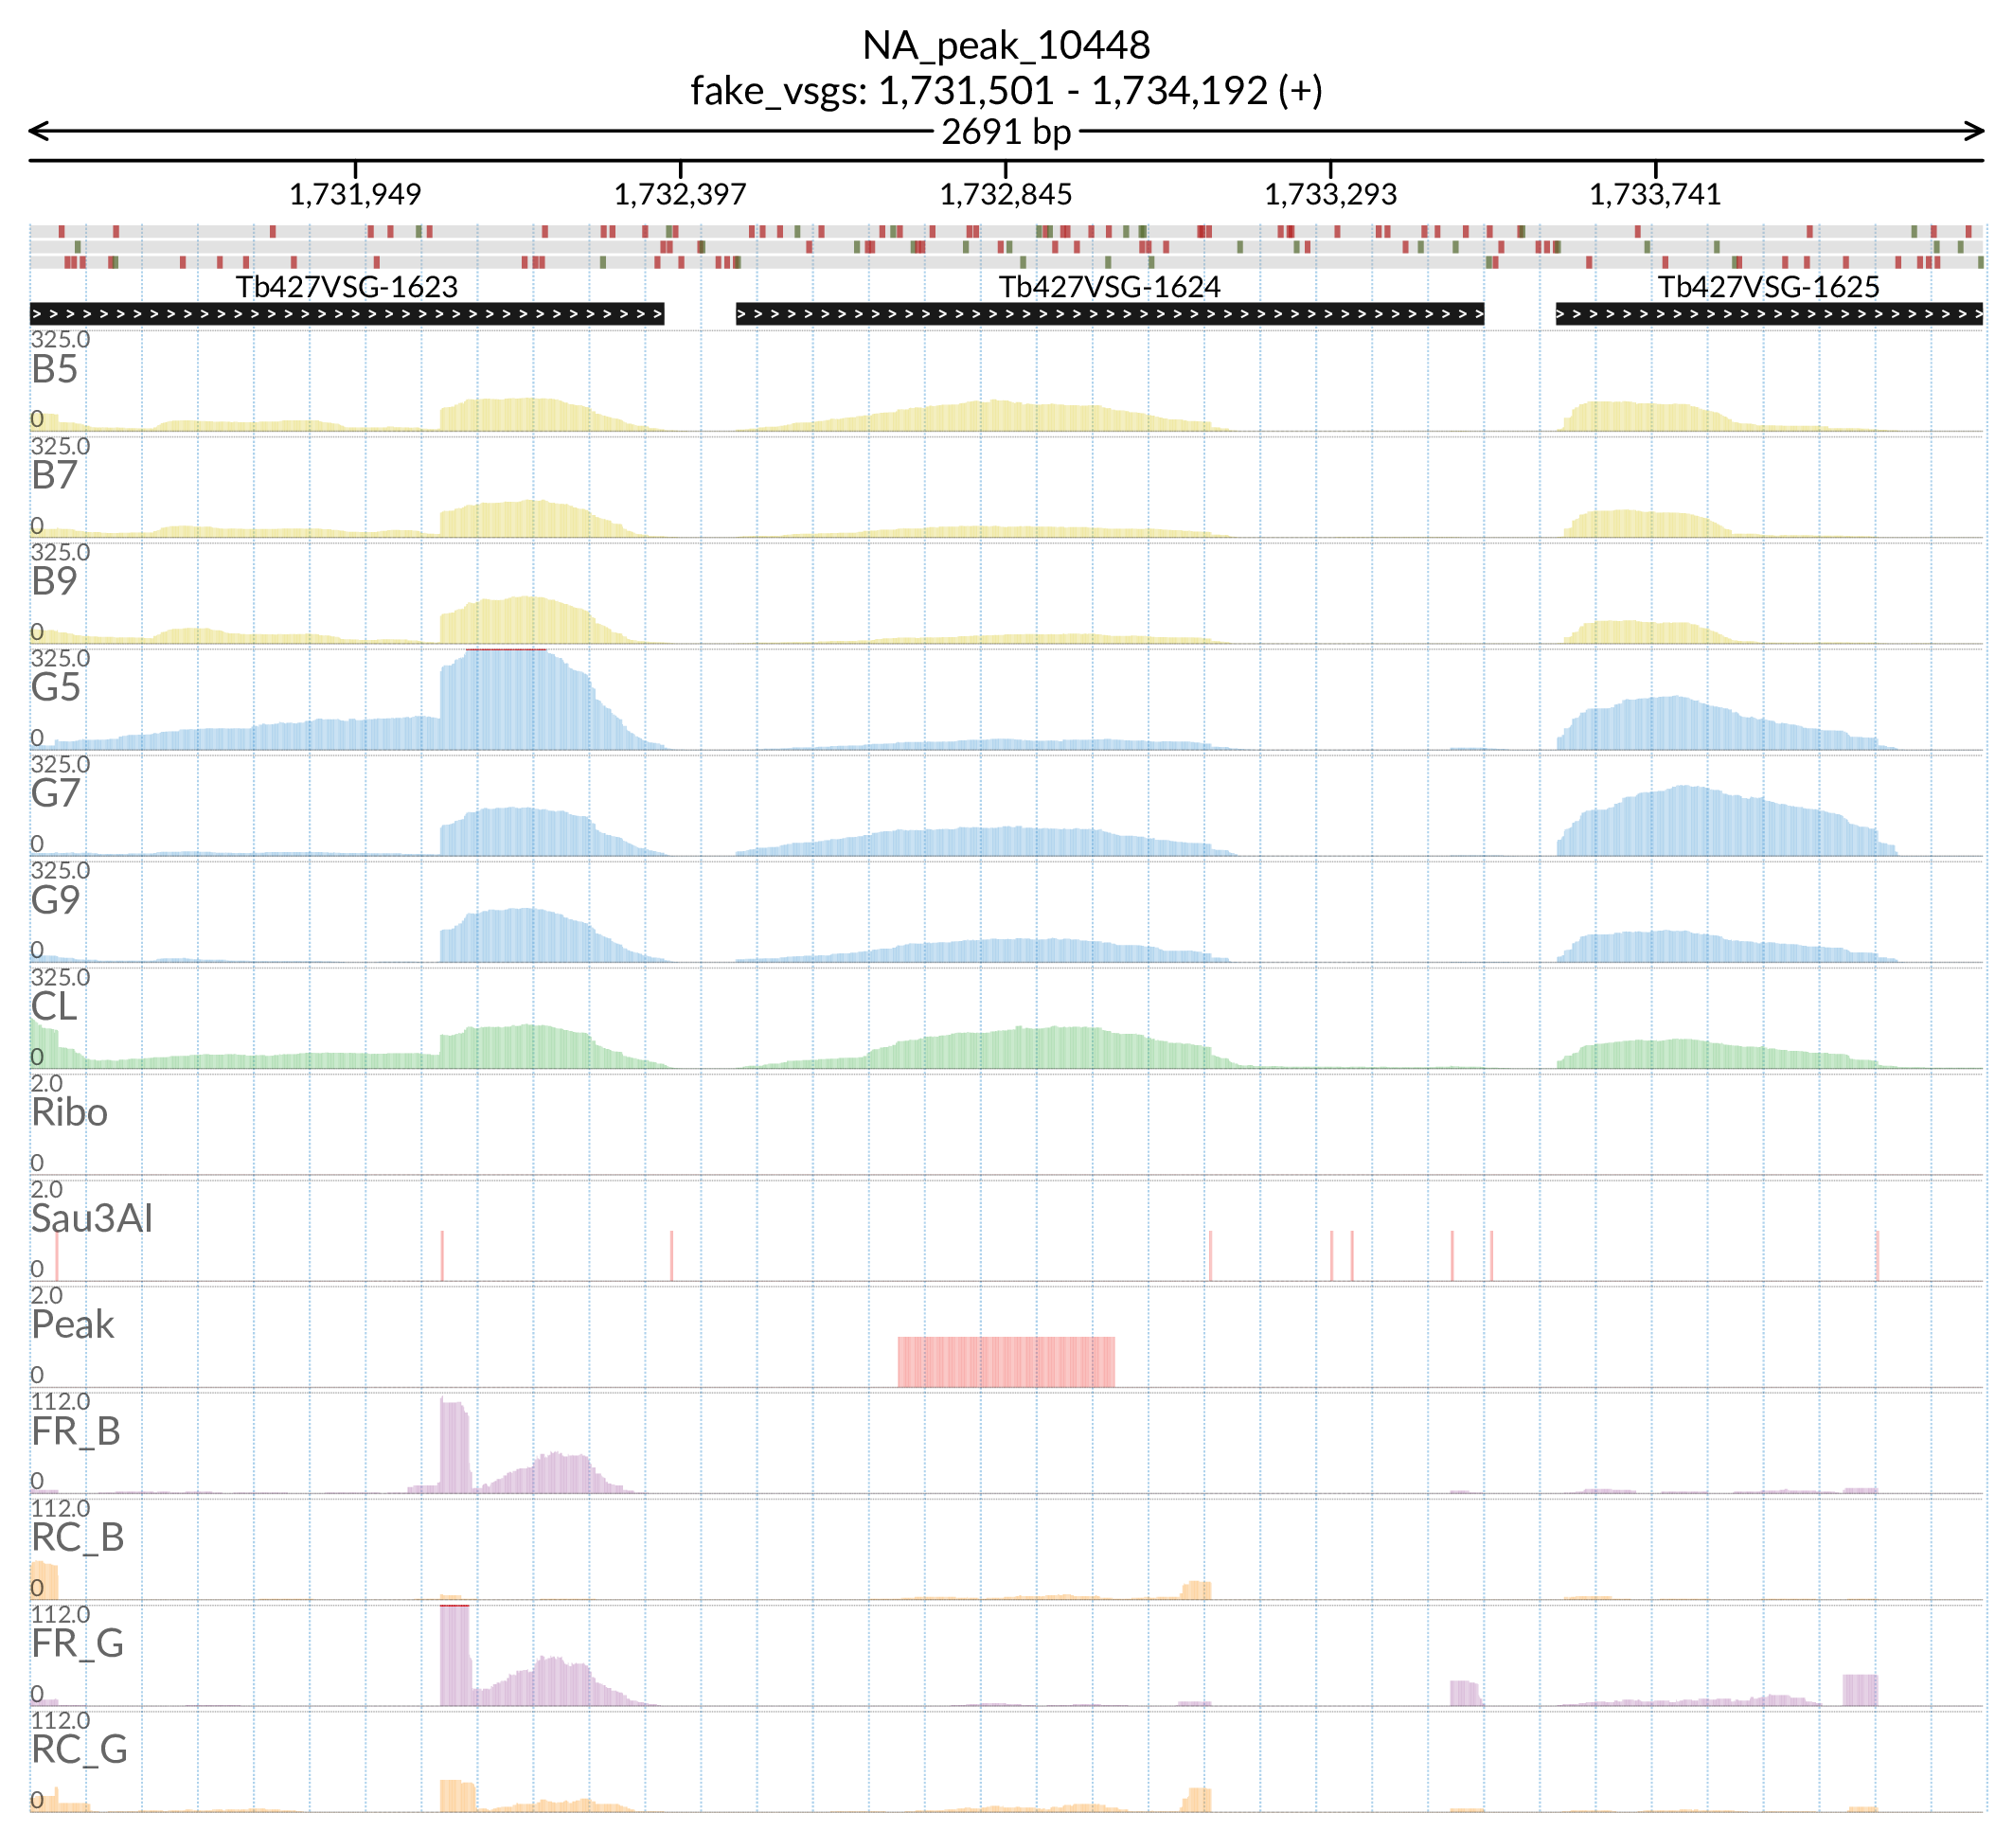 NA_peak_10448
fake_vsgs: 1,731,501 - 1,734,192 (+)
2691 bp
1,731,949 1,732,397 1,732,845 1,733,293 1,733,741
Tb427VSG-1623 Tb427VSG-1624 Tb427VSG-1625
325.0
B5
0
325.0
B7
0
325.0
B9
0
325.0
G5
0
325.0
G7
0
325.0
G9
0
325.0
CL
0
2.0
Ribo
0
2.0
Sau3AI
0
2.0
Peak
0
112.0
FR_B
0
112.0
RC_B
0
112.0
FR_G
0
112.0
RC_G
0